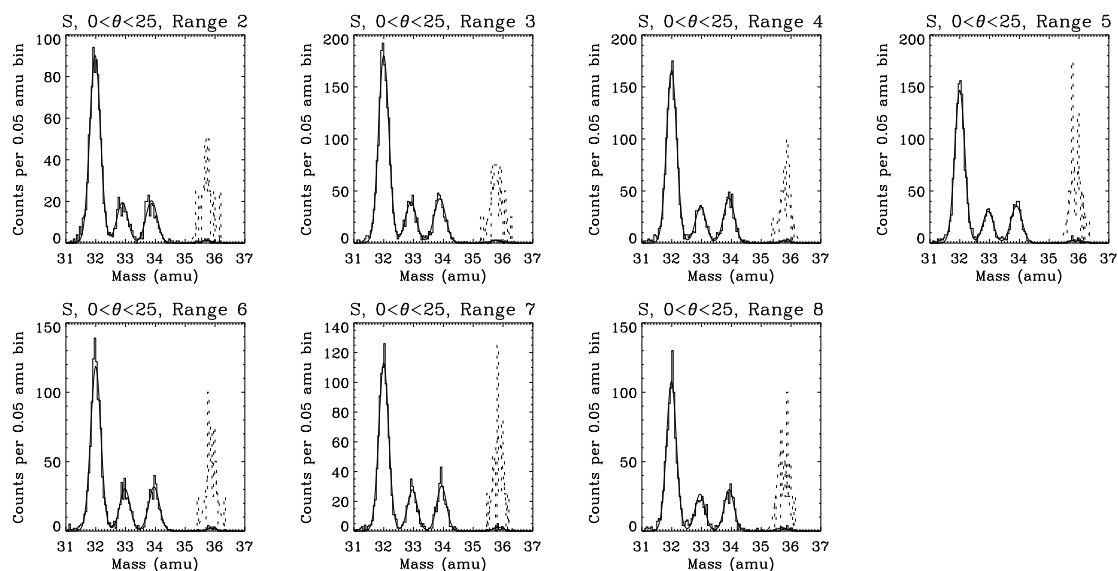 S, 0<θ<25, Range 2
Counts per 0.05 amu bin
100
80
60
40
20
0
31 32 33 34 35 36 37
Mass (amu)
S, 0<θ<25, Range 3
Counts per 0.05 amu bin
200
150
100
50
0
31 32 33 34 35 36 37
Mass (amu)
S, 0<θ<25, Range 4
Counts per 0.05 amu bin
200
150
100
50
0
31 32 33 34 35 36 37
Mass (amu)
S, 0<θ<25, Range 5
Counts per 0.05 amu bin
200
150
100
50
0
31 32 33 34 35 36 37
Mass (amu)
S, 0<θ<25, Range 6
Counts per 0.05 amu bin
150
100
50
0
31 32 33 34 35 36 37
Mass (amu)
S, 0<θ<25, Range 7
Counts per 0.05 amu bin
140
120
100
80
60
40
20
0
31 32 33 34 35 36 37
Mass (amu)
S, 0<θ<25, Range 8
Counts per 0.05 amu bin
150
100
50
0
31 32 33 34 35 36 37
Mass (amu)